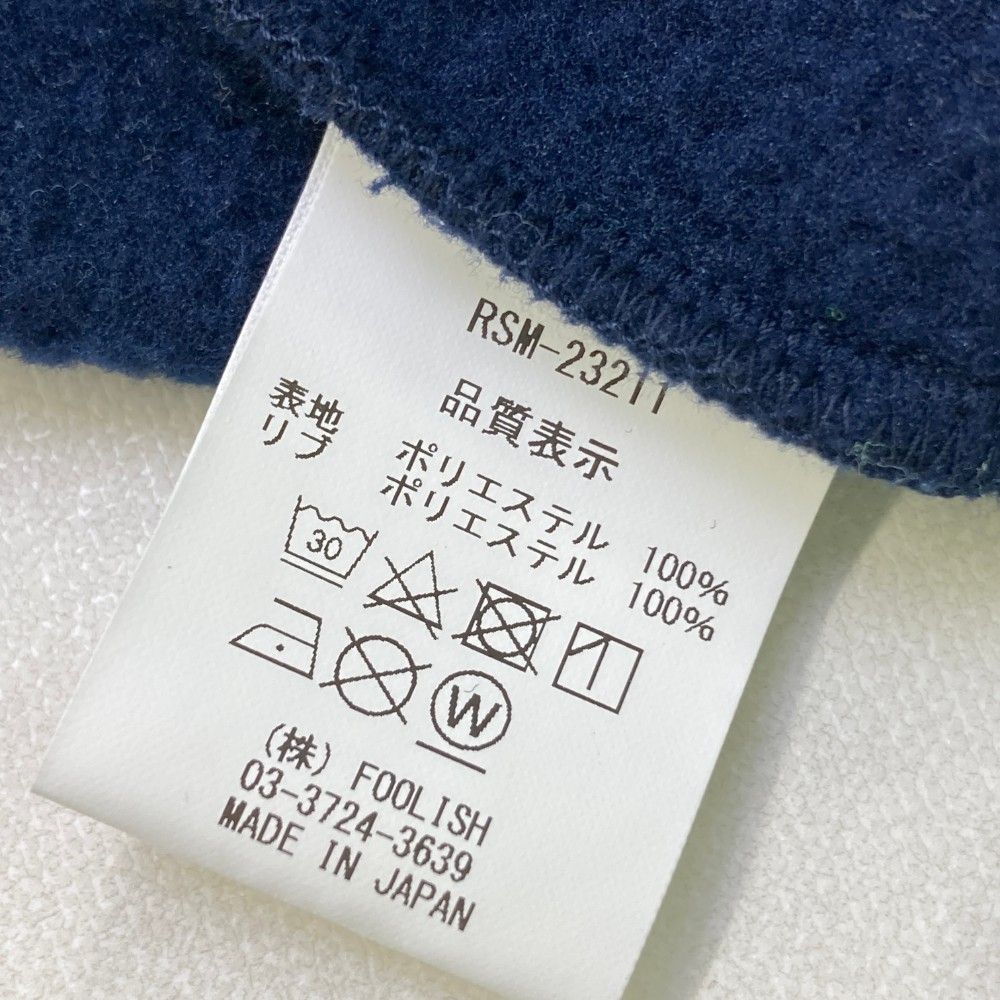 RSM-23211
品質表示
表地 ポリエステル 100%
リブ ポリエステル 100%
30
W
(株) FOOLISH
03-3724-3639
MADE IN JAPAN